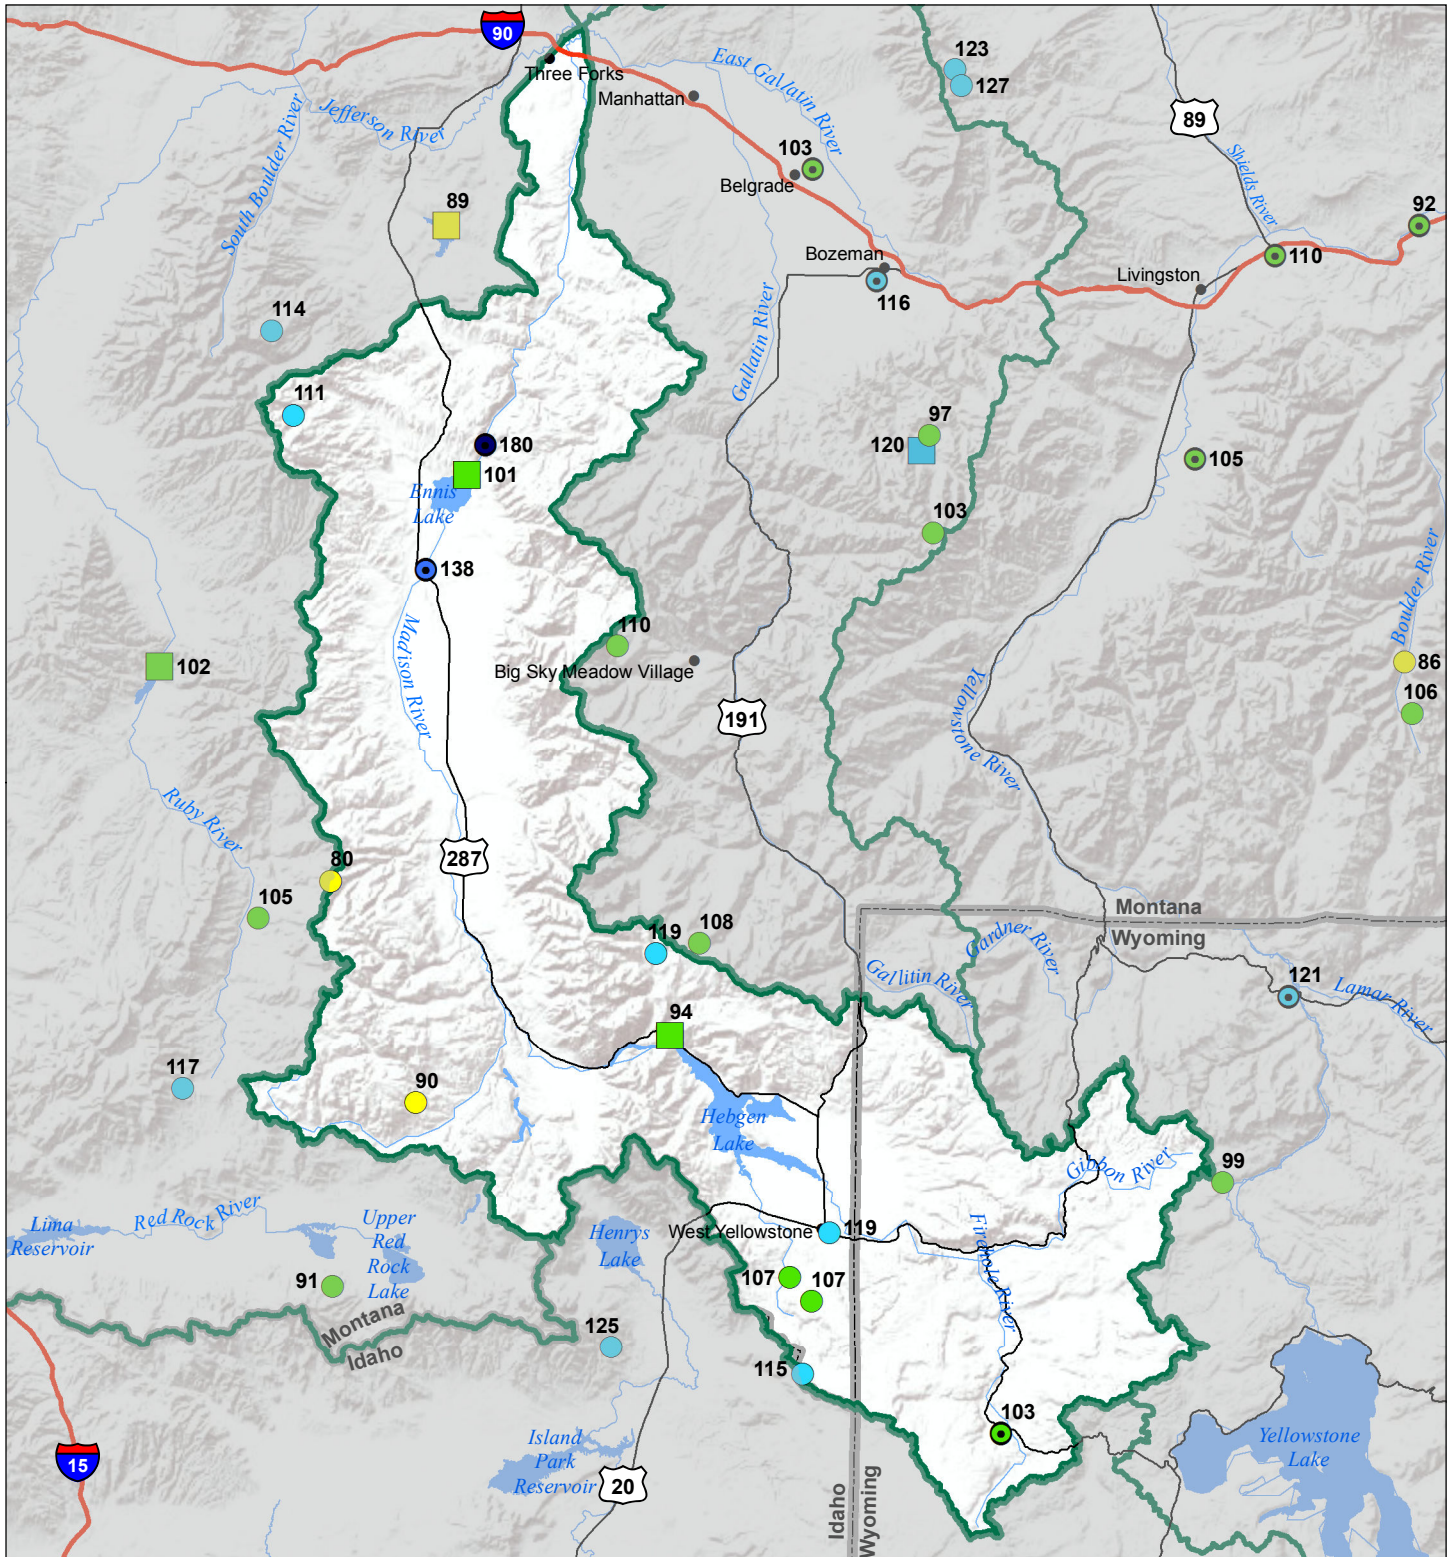 90
123
Three Forks
East Gallatin River
127
Manhattan
Jefferson River
89
South Boulder River
103
Shields River
Belgrade
89
92
Bozeman
110
Livingston
116
114
Gallatin River
111
97
180
120
105
101
Ennis
Lake
103
138
Boulder River
110
Madison River
102
Big Sky Meadow Village
86
Yellowstone River
106
191
Ruby River
80
287
105
Montana
Wyoming
119
108
Gardner River
Gallitin River
121
Lamar River
94
117
90
Hebgen
Lake
Gibbon River
99
Lima
Reservoir
Red Rock River
Upper
Red
Rock
Lake
Henrys
Lake
West Yellowstone
119
Firehole River
91
107
107
Montana
Idaho
125
115
103
Island
Park
Reservoir
Yellowstone
Lake
15
20
Idaho
Wyoming